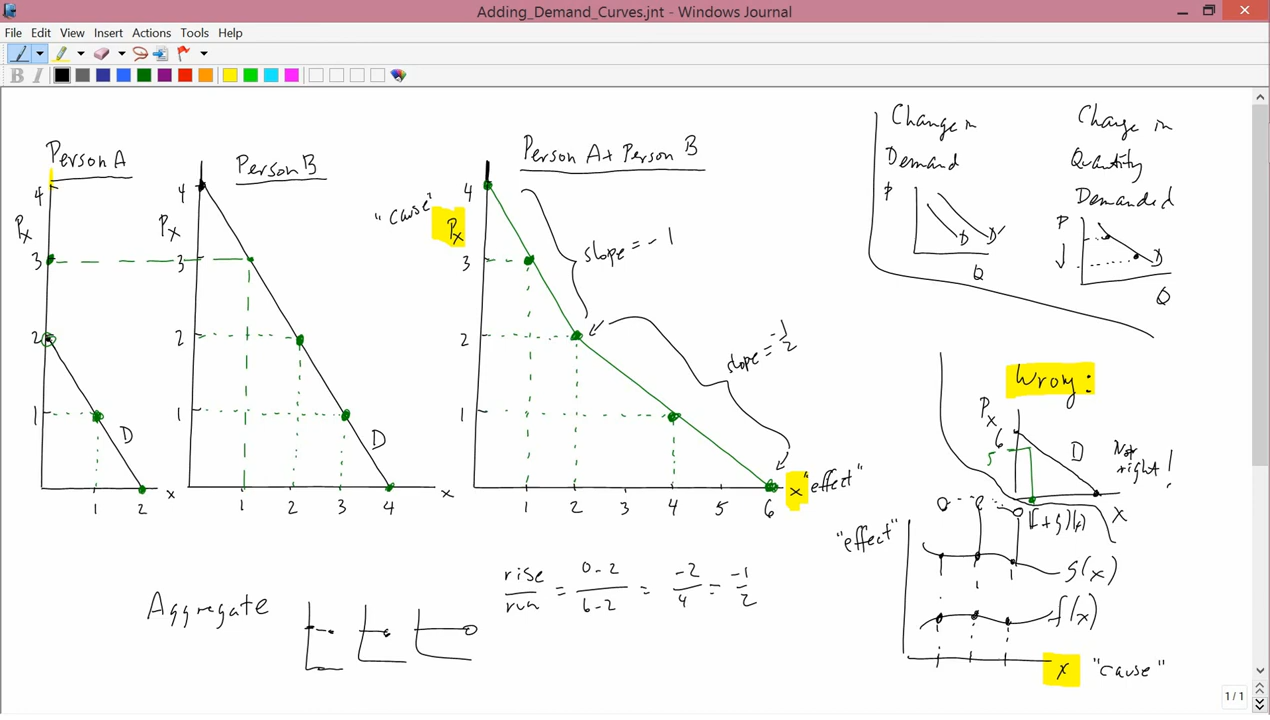 Adding_Demand_Curves.jnt - Windows Journal
File Edit View Insert Actions Tools Help
B I
Person A
4
Px
3
2
1
D
1 2
x
Person B
4
Px
3
2
1
D
1 2 3 4
x
Person A + Person B
"cause"
4
Px
3
2
1
slope = -1
slope = -1/2
1 2 3 4 5 6
x "effect"
Change in
Demand
P
D D'
Q
Change in
Quantity
Demanded
P
D
Q
Wrong:
Px
6
5
D
Not
right!
X
(f+g)(x)
"effect"
g(x)
f(x)
x "cause"
Aggregate
rise/run = 0-2/6-2 = -2/4 = -1/2
1 / 1